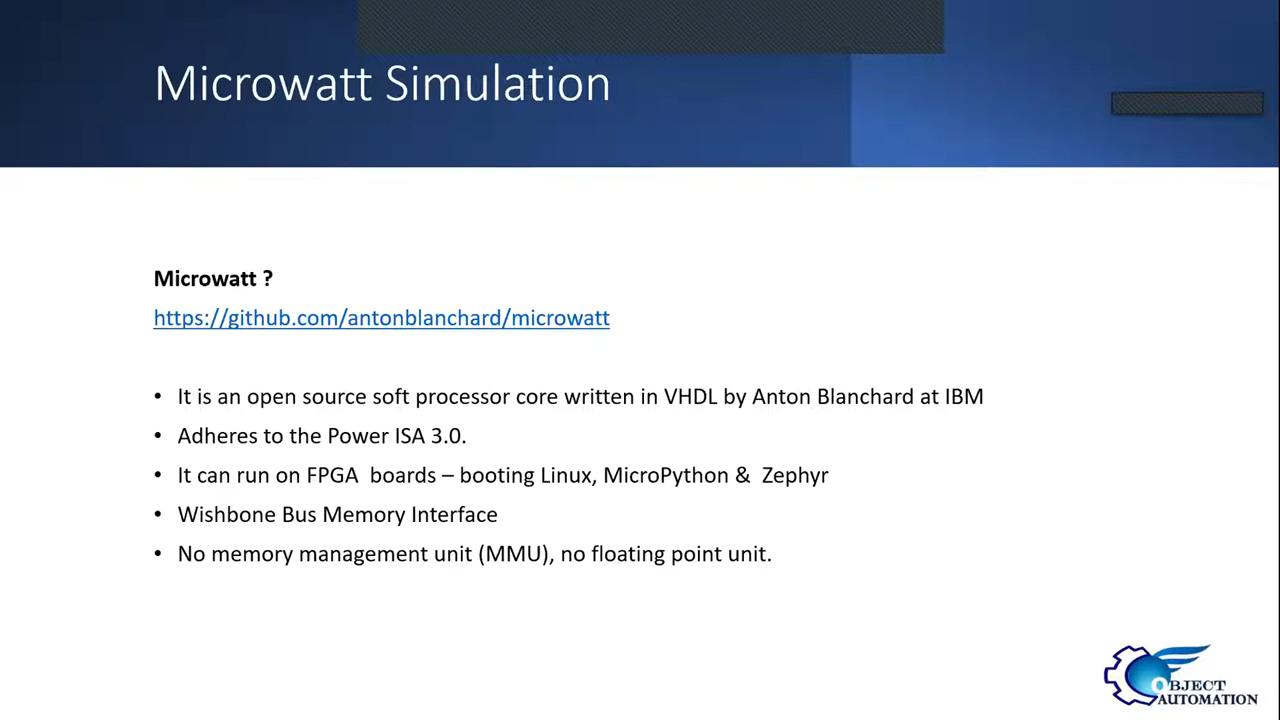 Microwatt Simulation
Microwatt ?
https://github.com/antonblanchard/microwatt
• It is an open source soft processor core written in VHDL by Anton Blanchard at IBM
• Adheres to the Power ISA 3.0.
• It can run on FPGA boards – booting Linux, MicroPython & Zephyr
• Wishbone Bus Memory Interface
• No memory management unit (MMU), no floating point unit.
OBJECT
AUTOMATION